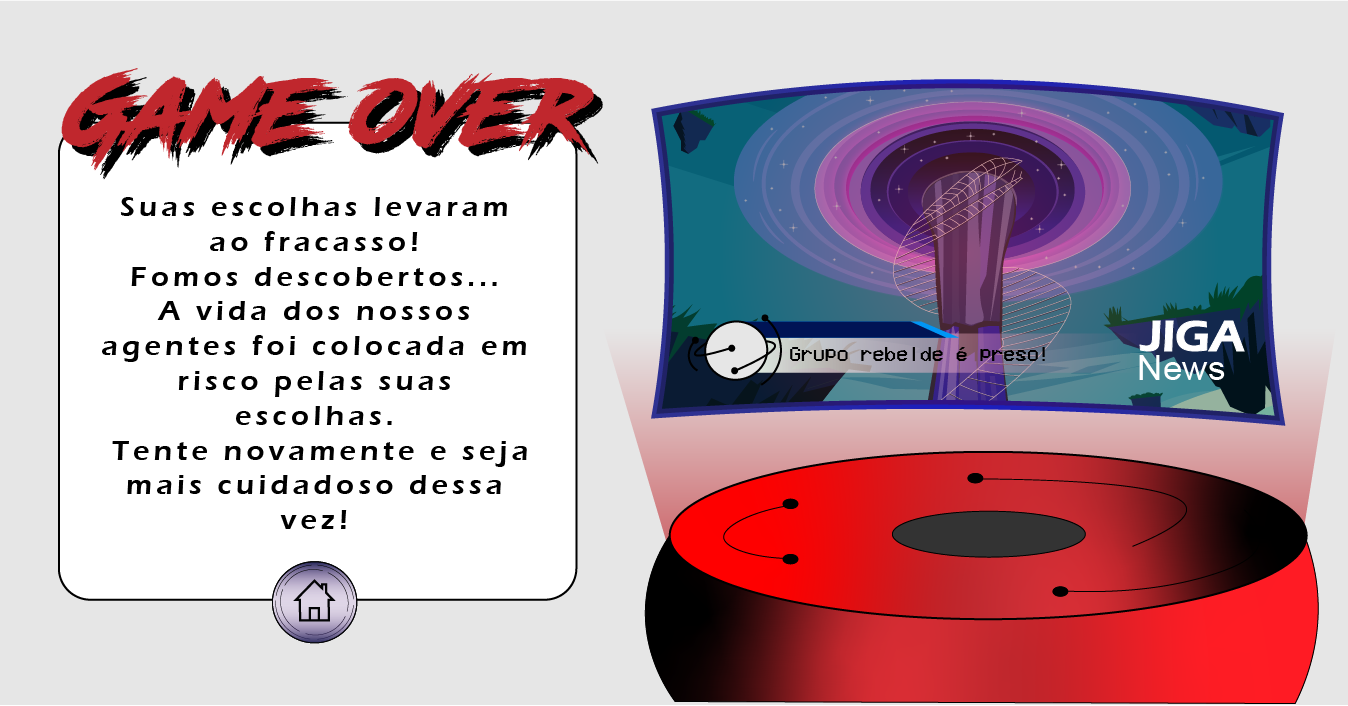 GAME OVER
Suas escolhas levaram
ao fracasso!
Fomos descobertos...
A vida dos nossos
agentes foi colocada em
risco pelas suas
escolhas.
Tente novamente e seja
mais cuidadoso dessa
vez!
Grupo rebelde é preso!
JIGA
News